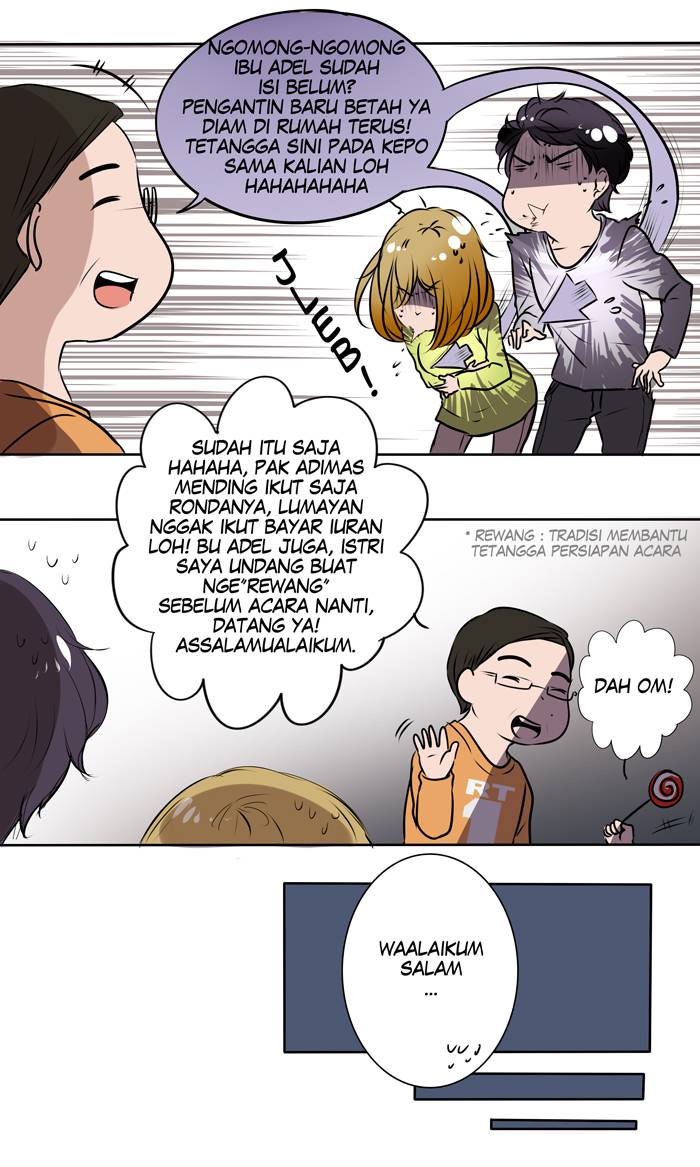 NGOMONG-NGOMONG
IBU ADEL SUDAH
ISI BELUM?
PENGANTIN BARU BETAH YA
DIAM DI RUMAH TERUS!
TETANGGA SINI PADA KEPO
SAMA KALIAN LOH
HAHAHAHAHA
JLEB!
SUDAH ITU SAJA
HAHAHA, PAK ADIMAS
MENDING IKUT SAJA
RONDANYA, LUMAYAN
NGGAK IKUT BAYAR IURAN
LOH! BU ADEL JUGA, ISTRI
SAYA UNDANG BUAT
NGE"REWANG"
SEBELUM ACARA NANTI,
DATANG YA!
ASSALAMUALAIKUM.
* REWANG : TRADISI MEMBANTU
TETANGGA PERSIAPAN ACARA
DAH OM!
RT
WAALAIKUM
SALAM
...